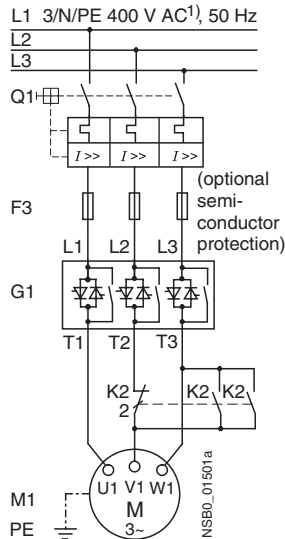 L1 3/N/PE 400 V AC1), 50 Hz
L2
L3
Q1
I >> I >> I >>
(optional
semi-
conductor
protection)
F3
L1 L2 L3
G1
T1 T2 T3
K2 K2 K2
2
U1 V1 W1
M
3~
M1
PE
NSB0_01501a